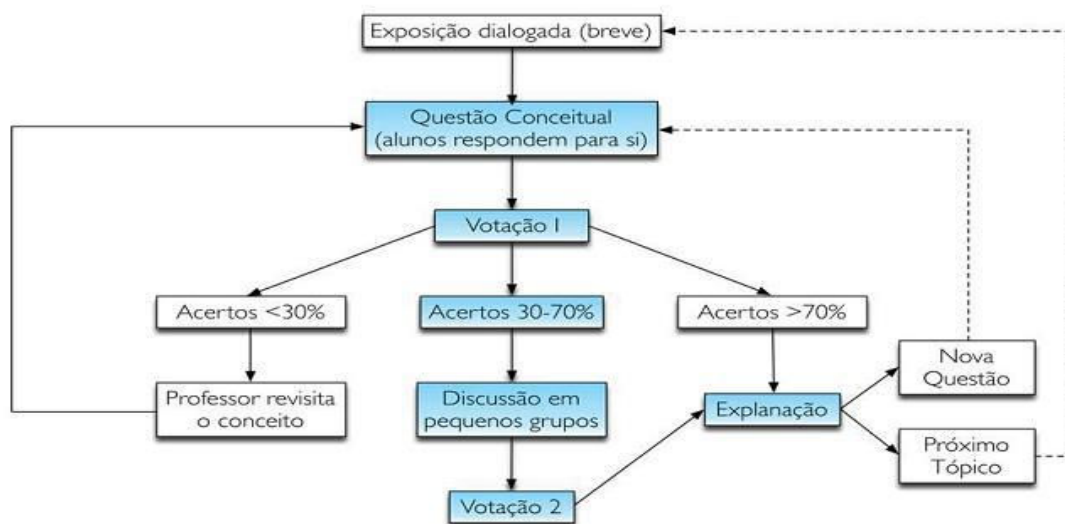 Exposição dialogada (breve)
Questão Conceitual
(alunos respondem para si)
Votação I
Acertos <30%
Acertos 30-70%
Acertos >70%
Professor revisita
o conceito
Discussão em
pequenos grupos
Explanação
Nova
Questão
Próximo
Tópico
Votação 2